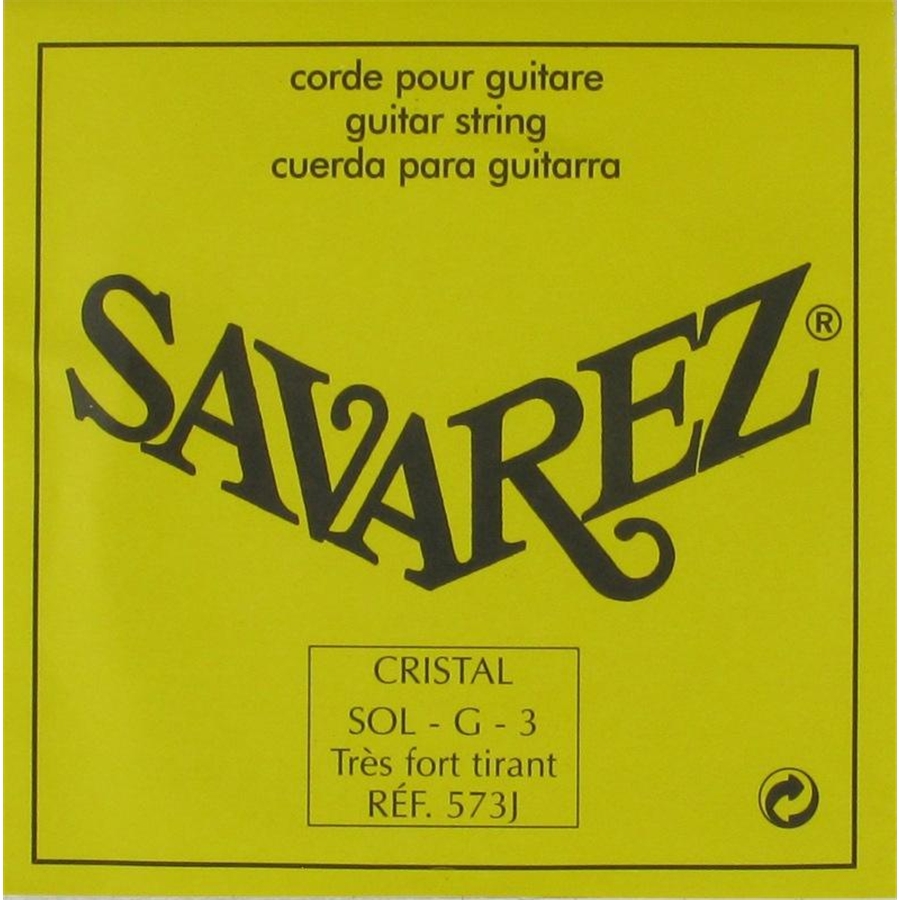 corde pour guitare
guitar string
cuerda para guitarra
SAVAREZ®
CRISTAL
SOL - G - 3
Très fort tirant
RÉF. 573J